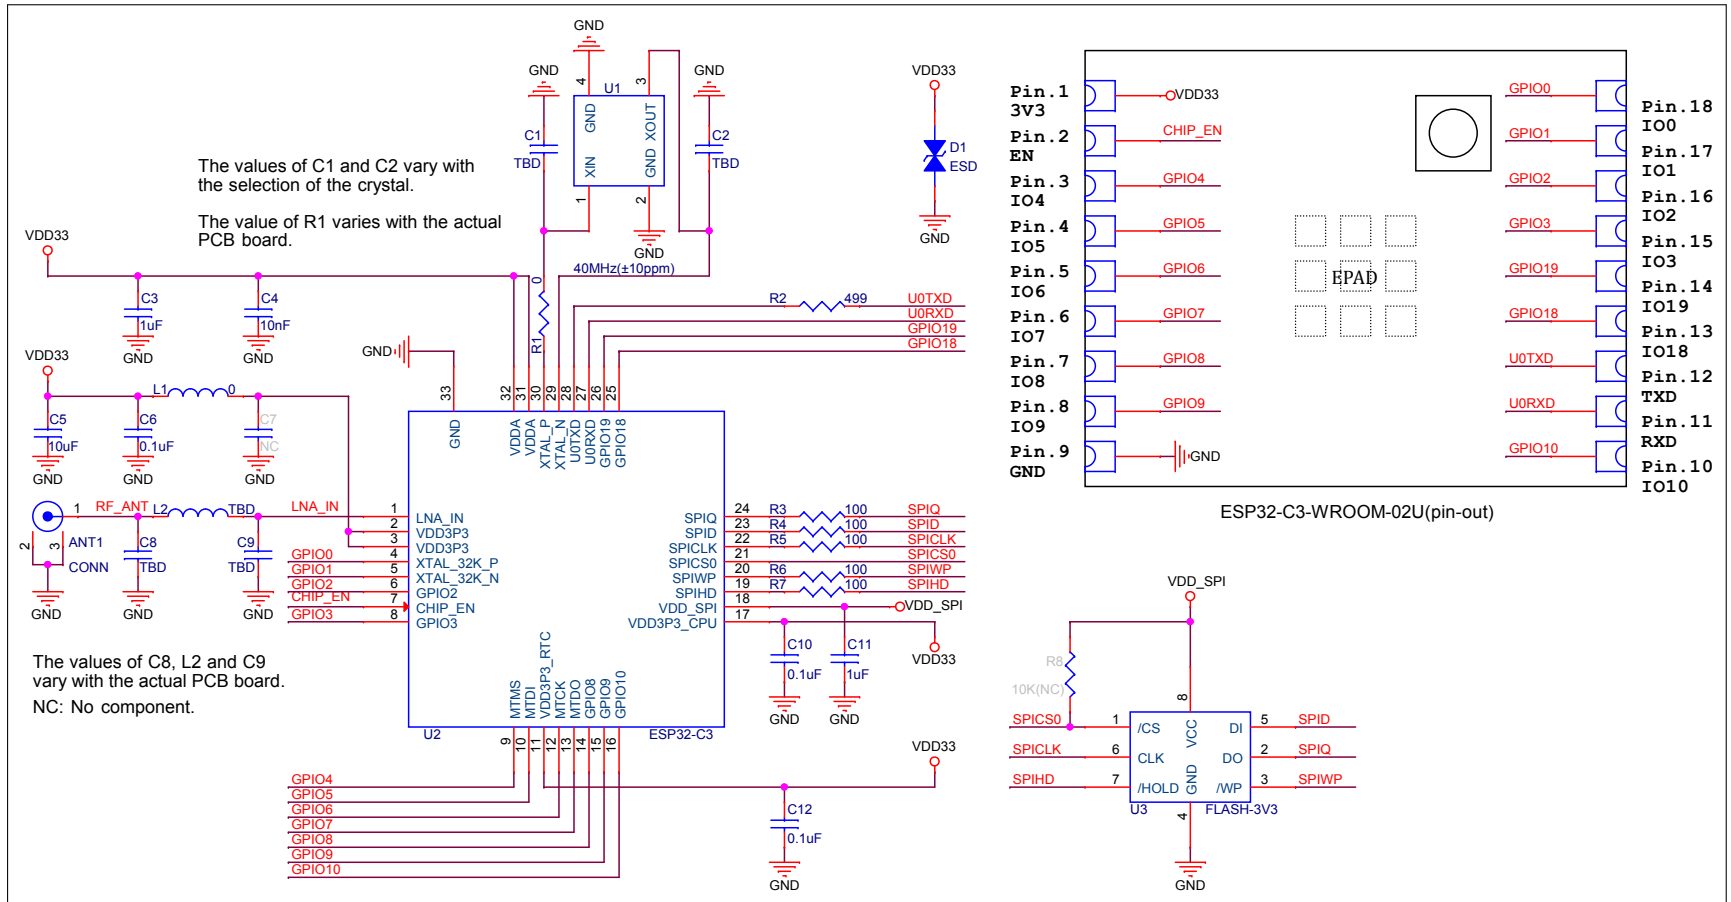 GND
4
3
U1
GND
XOUT
XIN
GND
1
2
GND
GND
C1
TBD
GND
C2
TBD
40MHz(±10ppm)
VDD33
D1
ESD
GND
The values of C1 and C2 vary with
the selection of the crystal.
The value of R1 varies with the actual
PCB board.
VDD33
C3
1uF
GND
C4
10nF
GND
R1
0
R2
499
U0TXD
U0RXD
GPIO19
GPIO18
GND
VDD33
L1
0
C5
10uF
GND
C6
0.1uF
GND
C7
NC
GND
33
32
31
30
29
28
27
26
25
GND
VDDA
VDDA
XTAL_P
XTAL_N
U0TXD
U0RXD
GPIO19
GPIO18
1
RF_ANT
L2
TBD
LNA_IN
2
3
ANT1
CONN
GND
C8
TBD
GND
C9
TBD
GND
GPIO0
GPIO1
GPIO2
CHIP_EN
GPIO3
1 LNA_IN
2 VDD3P3
3 VDD3P3
4 XTAL_32K_P
5 XTAL_32K_N
6 GPIO2
7 CHIP_EN
8 GPIO3
SPIQ 24 R3 100 SPIQ
SPID 23 R4 100 SPID
SPICLK 22 R5 100 SPICLK
SPICS0 21 SPICS0
SPIWP 20 R6 100 SPIWP
SPIHD 19 R7 100 SPIHD
VDD_SPI 18 VDD_SPI
VDD3P3_CPU 17
VDD33
C10
0.1uF
GND
C11
1uF
GND
The values of C8, L2 and C9
vary with the actual PCB board.
NC: No component.
MTMS
MTDI
VDD3P3_RTC
MTCK
MTDO
GPIO8
GPIO9
GPIO10
U2
ESP32-C3
9
10
11
12
13
14
15
16
GPIO4
GPIO5
GPIO6
GPIO7
GPIO8
GPIO9
GPIO10
VDD33
C12
0.1uF
GND
Pin.1
3V3
VDD33
Pin.2
EN
CHIP_EN
Pin.3
IO4
GPIO4
Pin.4
IO5
GPIO5
Pin.5
IO6
GPIO6
Pin.6
IO7
GPIO7
Pin.7
IO8
GPIO8
Pin.8
IO9
GPIO9
Pin.9
GND
GND
EPAD
GPIO0
Pin.18
IO0
GPIO1
Pin.17
IO1
GPIO2
Pin.16
IO2
GPIO3
Pin.15
IO3
GPIO19
Pin.14
IO19
GPIO18
Pin.13
IO18
U0TXD
Pin.12
TXD
U0RXD
Pin.11
RXD
GPIO10
Pin.10
IO10
ESP32-C3-WROOM-02U(pin-out)
VDD_SPI
R8
10K(NC)
8
SPICS0 1 /CS
SPICLK 6 CLK
SPIHD 7 /HOLD
VCC
GND
DI 5 SPID
DO 2 SPIQ
/WP 3 SPIWP
U3
FLASH-3V3
4
GND